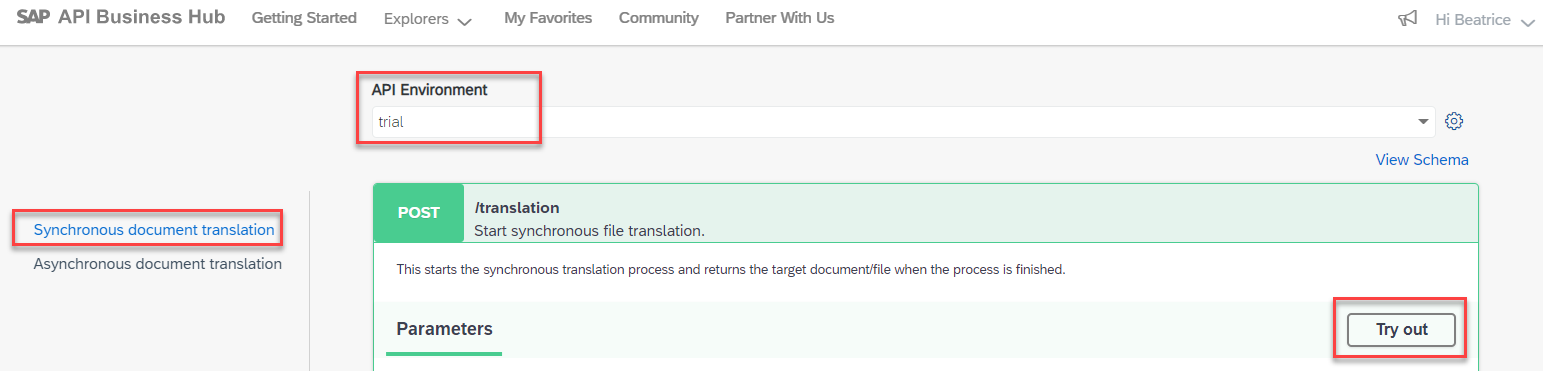 SAP API Business Hub Getting Started Explorers My Favorites Community Partner With Us Hi Beatrice
API Environment
trial
View Schema
Synchronous document translation
Asynchronous document translation
POST /translation
Start synchronous file translation.
This starts the synchronous translation process and returns the target document/file when the process is finished.
Parameters Try out